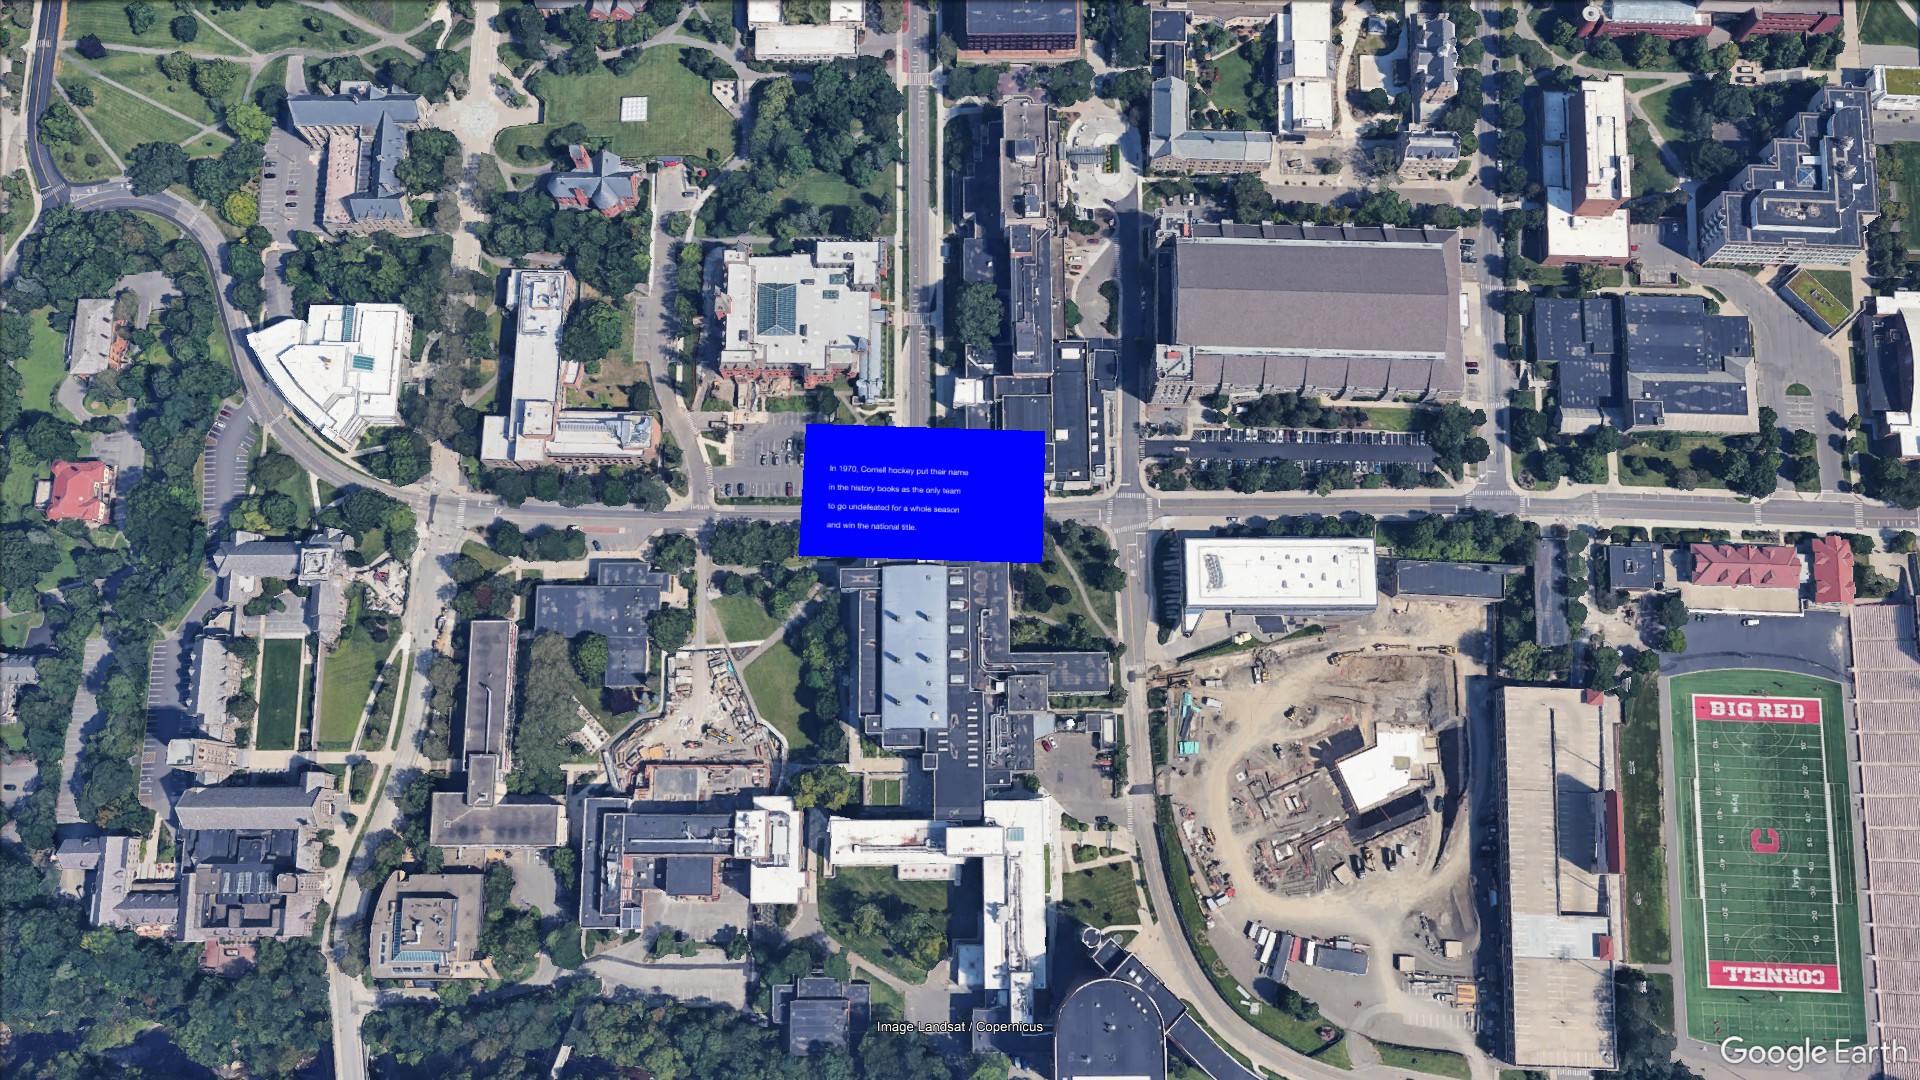 In 1970, Cornell hockey put their name
in the history books as the only team
to go undefeated for a whole season
and win the national title.
BIG RED
C
CORNELL
Image Landsat / Copernicus
Google Earth